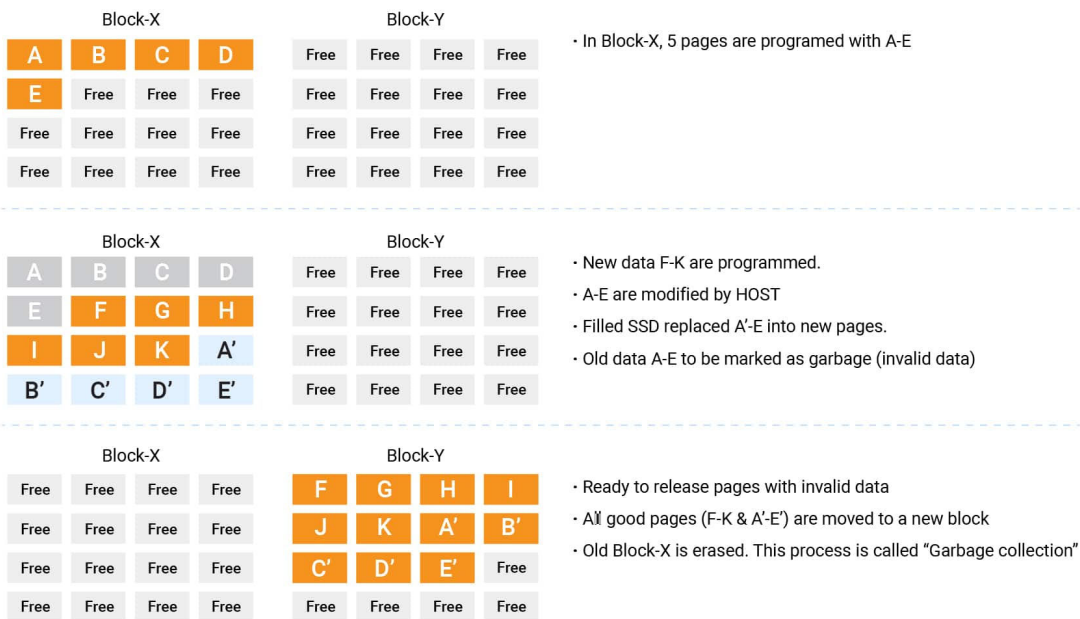 Block-X Block-Y
A B C D Free Free Free Free
E Free Free Free Free Free Free Free
Free Free Free Free Free Free Free Free
Free Free Free Free Free Free Free Free
· In Block-X, 5 pages are programed with A-E
Block-X Block-Y
A B C D Free Free Free Free
E F G H Free Free Free Free
I J K A’ Free Free Free Free
B’ C’ D’ E’ Free Free Free Free
· New data F-K are programmed.
· A-E are modified by HOST
· Filled SSD replaced A’-E into new pages.
· Old data A-E to be marked as garbage (invalid data)
Block-X Block-Y
Free Free Free Free F G H I
Free Free Free Free J K A’ B’
Free Free Free Free C’ D’ E’ Free
Free Free Free Free Free Free Free Free
· Ready to release pages with invalid data
· All good pages (F-K & A’-E’) are moved to a new block
· Old Block-X is erased. This process is called “Garbage collection”